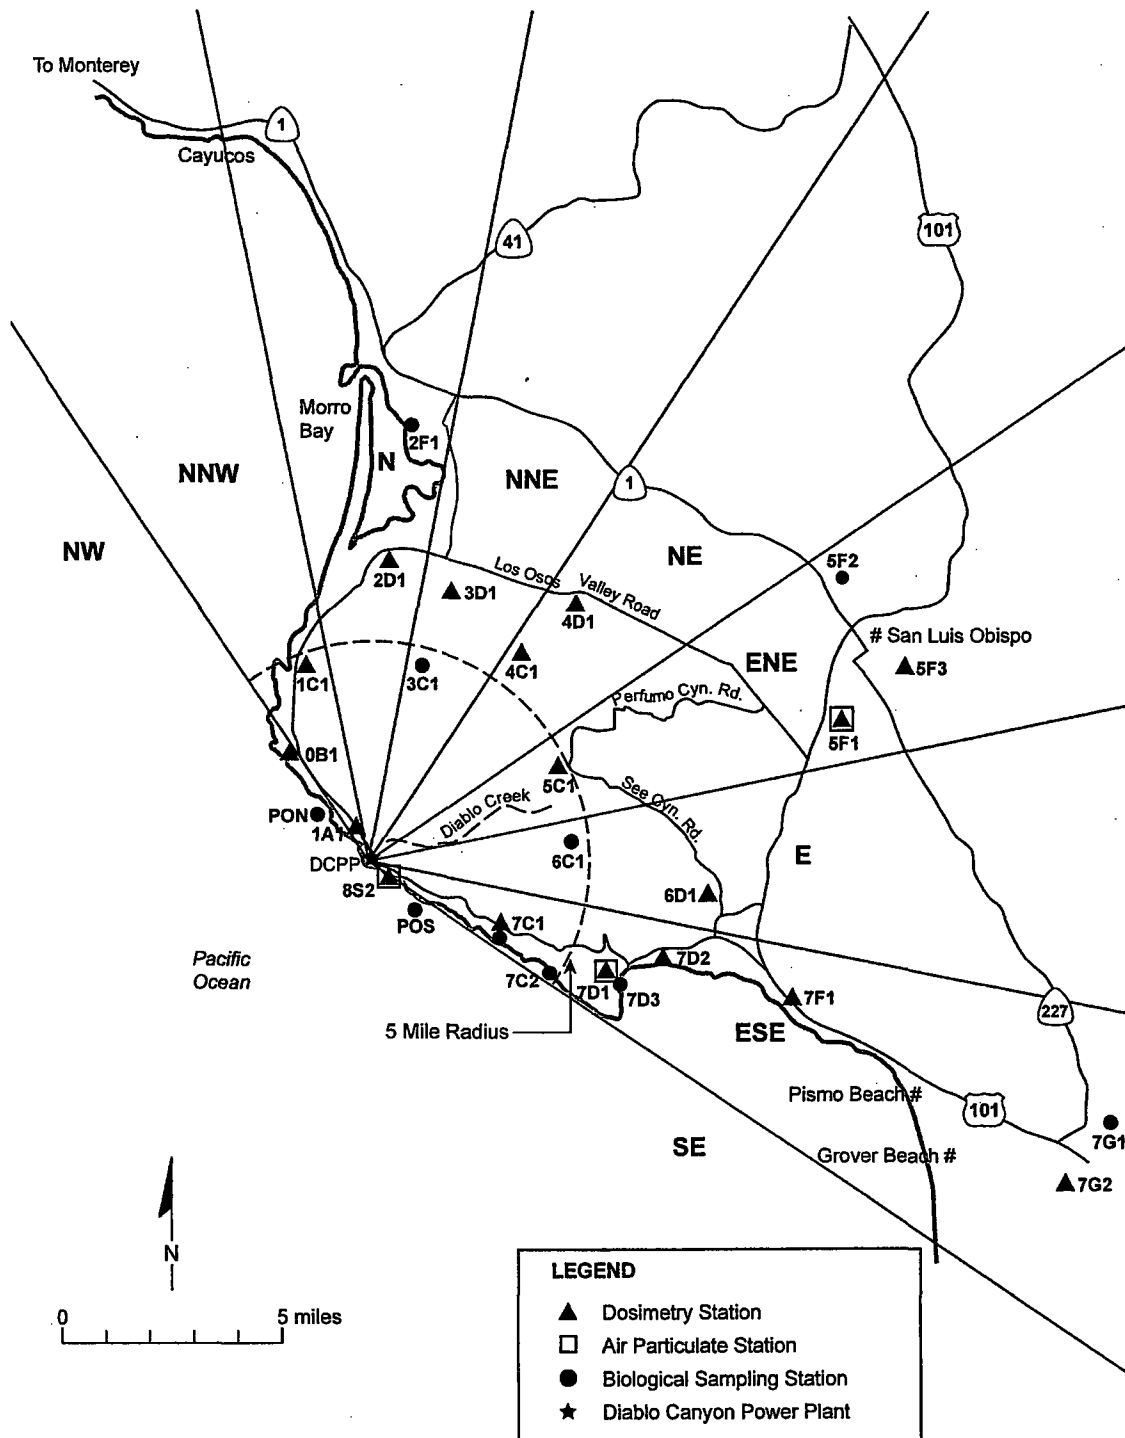 To Monterey
1
Cayucos
41
101
Morro
Bay
2F1
N
NNW
NNE
1
NW
NE
5F2
2D1
Los Osos
Valley Road
3D1
4D1
# San Luis Obispo
ENE
5F3
1C1
3C1
4C1
Perfumo Cyn. Rd.
5F1
0B1
5C1
See Cyn. Rd.
Diablo Creek
PON
1A1
6C1
E
DCPP
8S2
6D1
POS
7C1
Pacific
Ocean
7C2
7D1
7D2
7D3
7F1
227
5 Mile Radius
ESE
Pismo Beach #
101
7G1
SE
Grover Beach #
7G2
N
0
5 miles
LEGEND
Dosimetry Station
Air Particulate Station
Biological Sampling Station
Diablo Canyon Power Plant